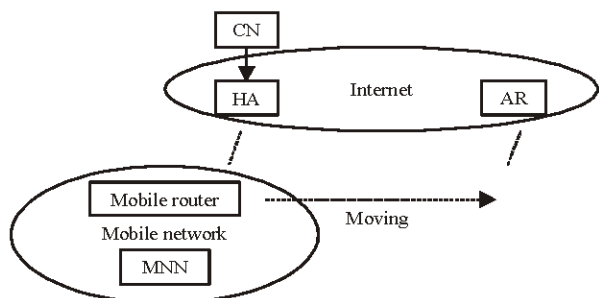 CN
HA
Internet
AR
Mobile router
Moving
Mobile network
MNN